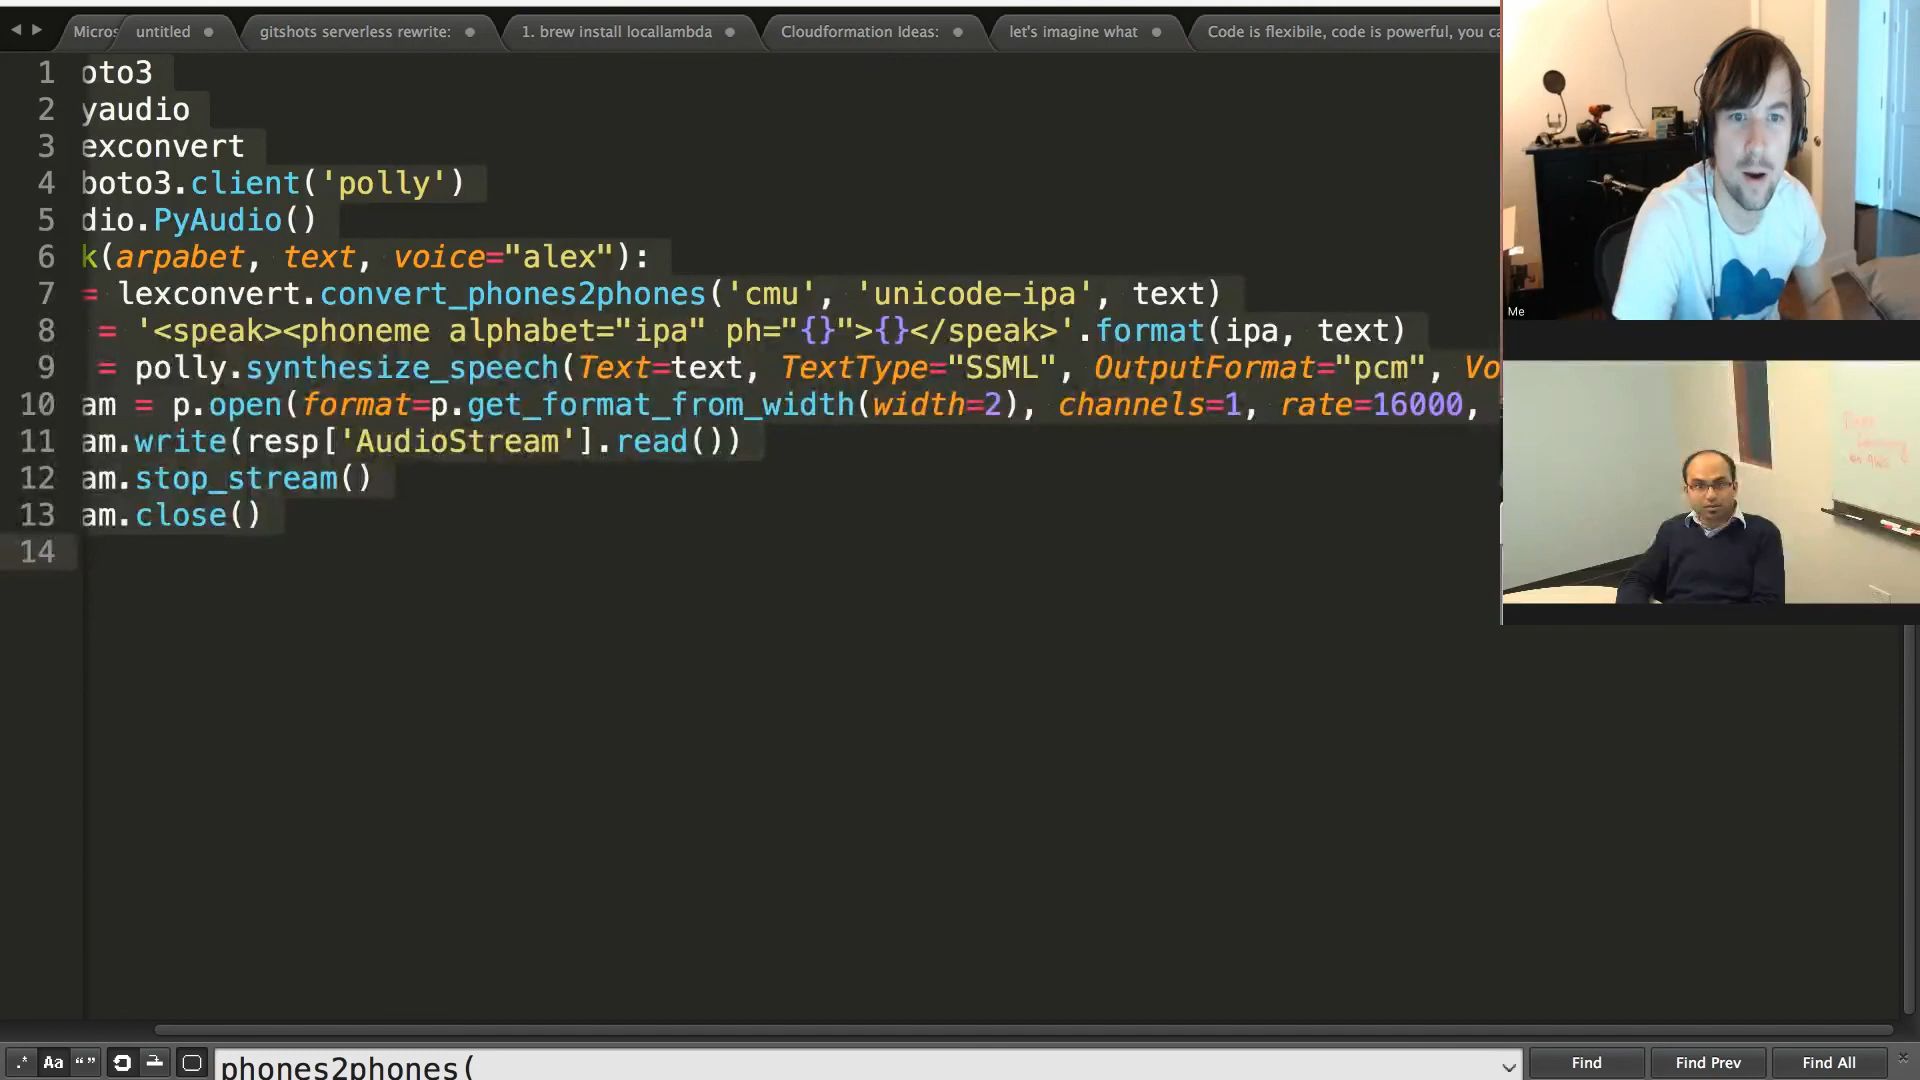 Micros
untitled
gitshots serverless rewrite:
1. brew install locallambda
Cloudformation Ideas:
let's imagine what
Code is flexibile, code is powerful, you ca
1 oto3
2 yaudio
3 exconvert
4 boto3.client('polly')
5 dio.PyAudio()
6 k(arpabet, text, voice="alex"):
7 = lexconvert.convert_phones2phones('cmu', 'unicode-ipa', text)
8 = '<speak><phoneme alphabet="ipa" ph="{}">{}</speak>'.format(ipa, text)
9 = polly.synthesize_speech(Text=text, TextType="SSML", OutputFormat="pcm", Vo
10 am = p.open(format=p.get_format_from_width(width=2), channels=1, rate=16000,
11 am.write(resp['AudioStream'].read())
12 am.stop_stream()
13 am.close()
14
Me
on AWS
.* Aa “ ”
phones2phones(
Find
Find Prev
Find All